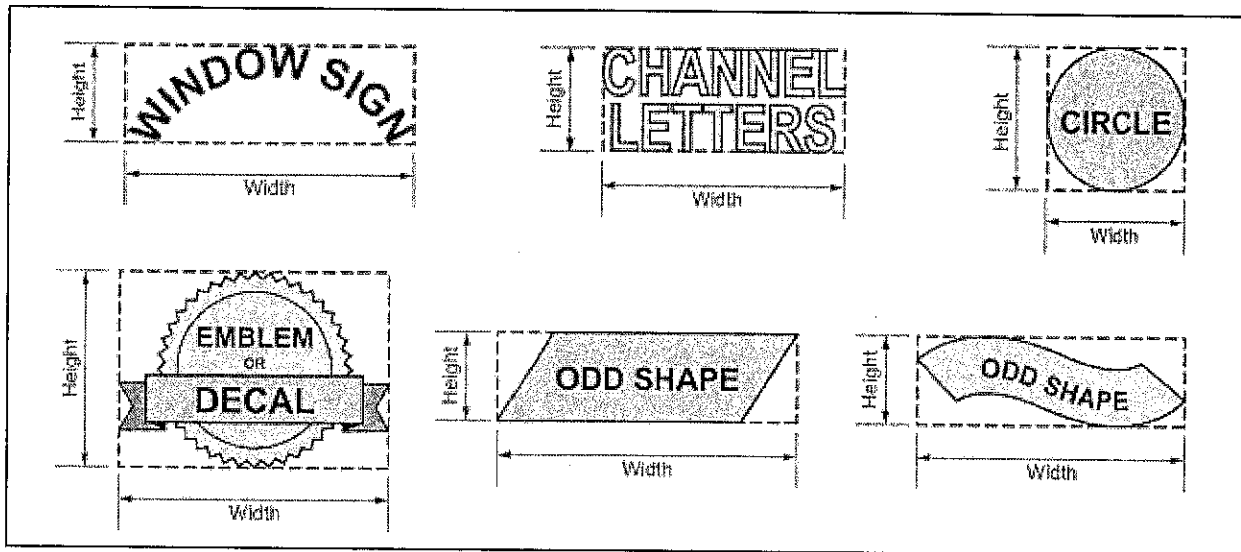 Height
WINDOW SIGN
Width
Height
CHANNEL
LETTERS
Width
Height
CIRCLE
Width
Height
EMBLEM
OR
DECAL
Width
Height
ODD SHAPE
Width
Height
ODD SHAPE
Width